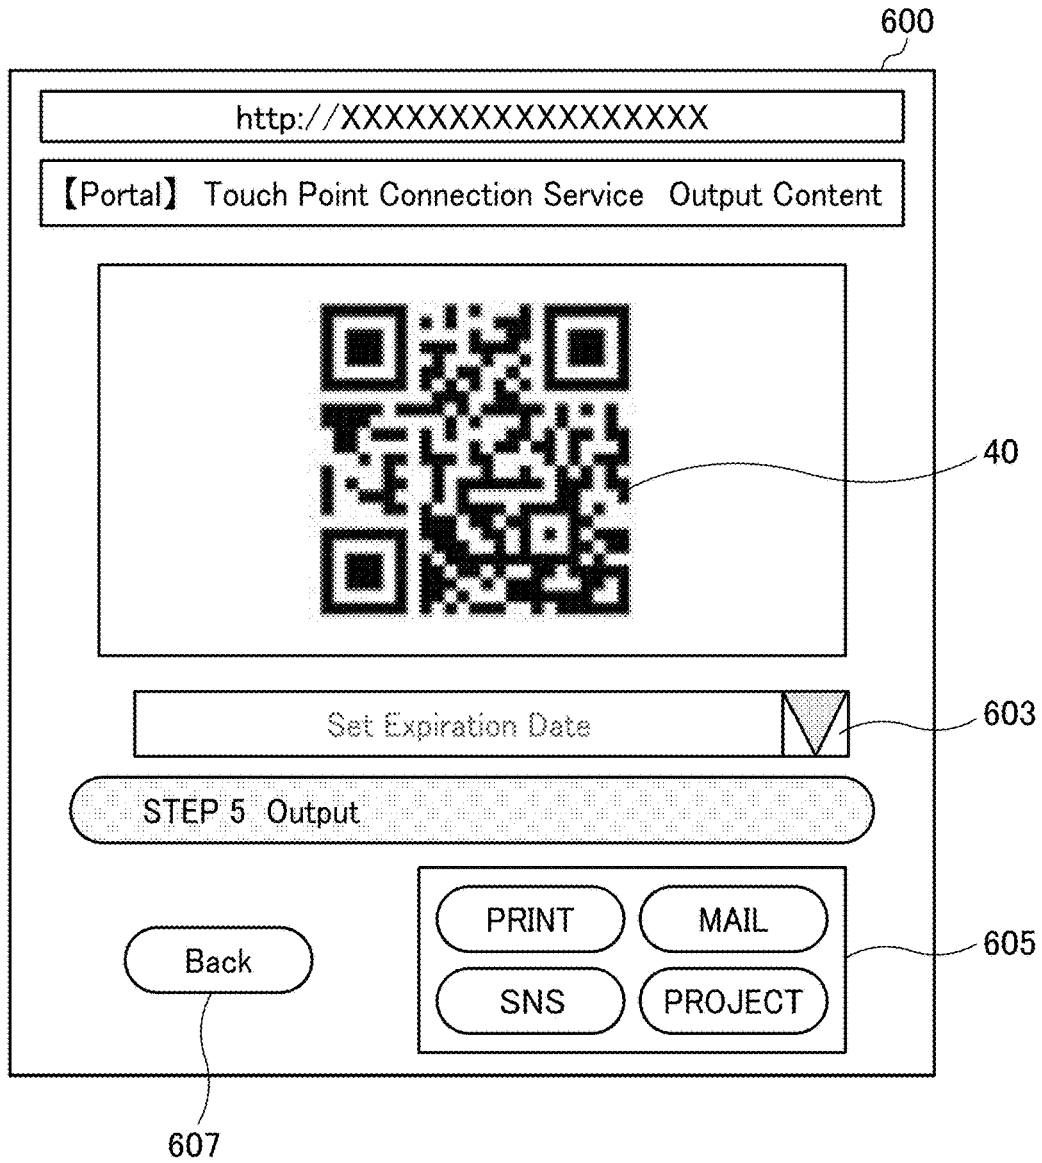 600
http://XXXXXXXXXXXXXXXXX
【Portal】 Touch Point Connection Service Output Content
40
Set Expiration Date
603
STEP 5 Output
PRINT MAIL
Back
605
SNS PROJECT
607